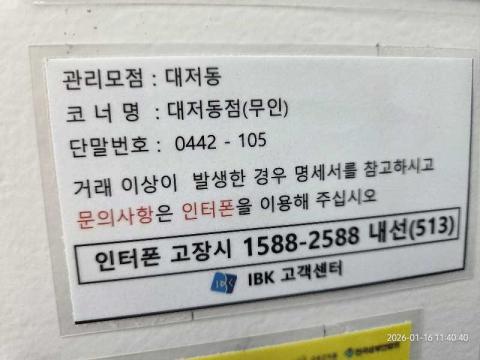 관리모점 : 대저동
코 너 명 : 대저동점(무인)
단말번호 : 0442 - 105
거래 이상이 발생한 경우 명세서를 참고하시고
문의사항은 인터폰을 이용해 주십시오
인터폰 고장시 1588-2588 내선(513)
IBK 고객센터
2026-01-16 11:40:40